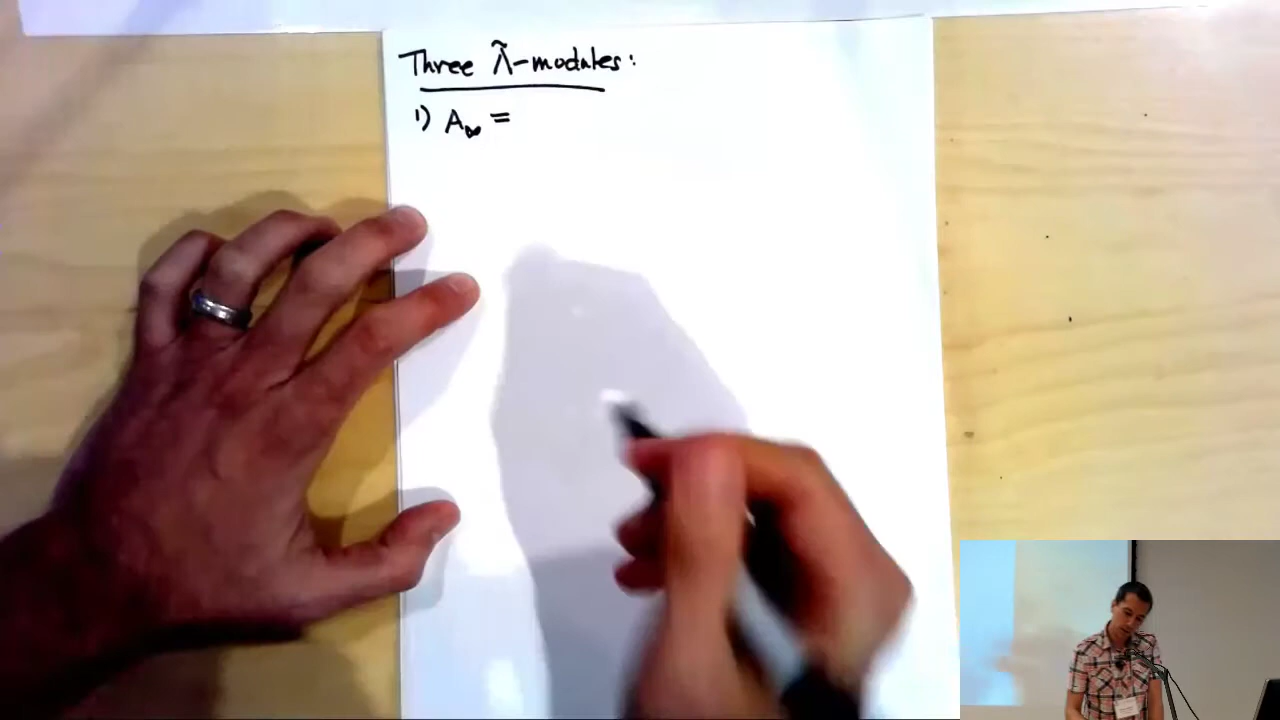 Three Λ̃-modules:
1) A∞ =